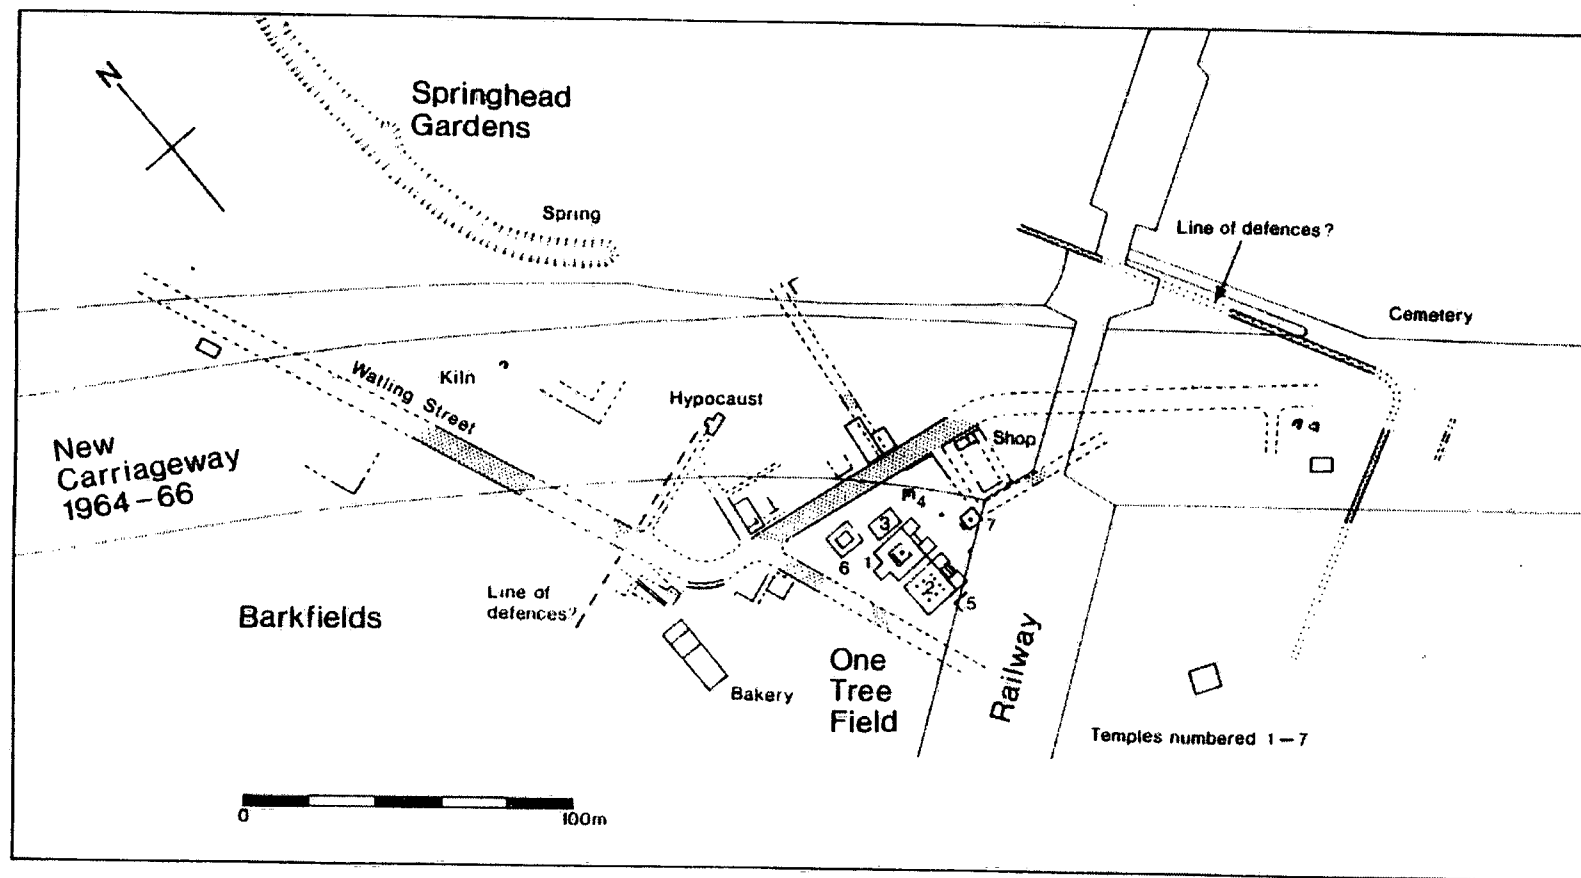 N
Springhead
Gardens
Spring
Line of defences?
Cemetery
Watling Street
Kiln
Hypocaust
Shop
New
Carriageway
1964-66
4
7
3
6
1
2
5
Line of
defences?
Barkfields
Bakery
One
Tree
Field
Railway
Temples numbered 1-7
0
100m